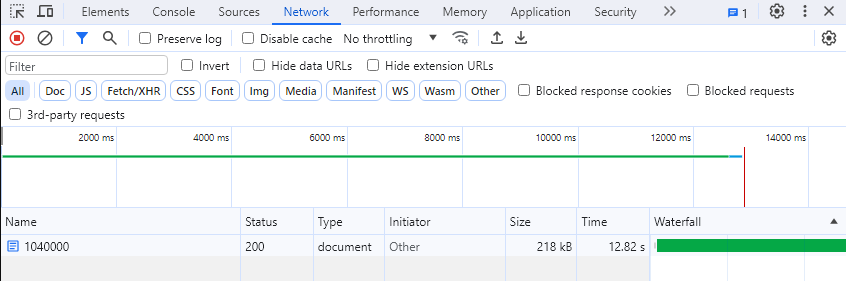 Elements Console Sources Network Performance Memory Application Security 1
Preserve log Disable cache No throttling
Filter Invert Hide data URLs Hide extension URLs
All Doc JS Fetch/XHR CSS Font Img Media Manifest WS Wasm Other Blocked response cookies Blocked requests
3rd-party requests
2000 ms 4000 ms 6000 ms 8000 ms 10000 ms 12000 ms 14000 ms
Name Status Type Initiator Size Time Waterfall
1040000 200 document Other 218 kB 12.82 s